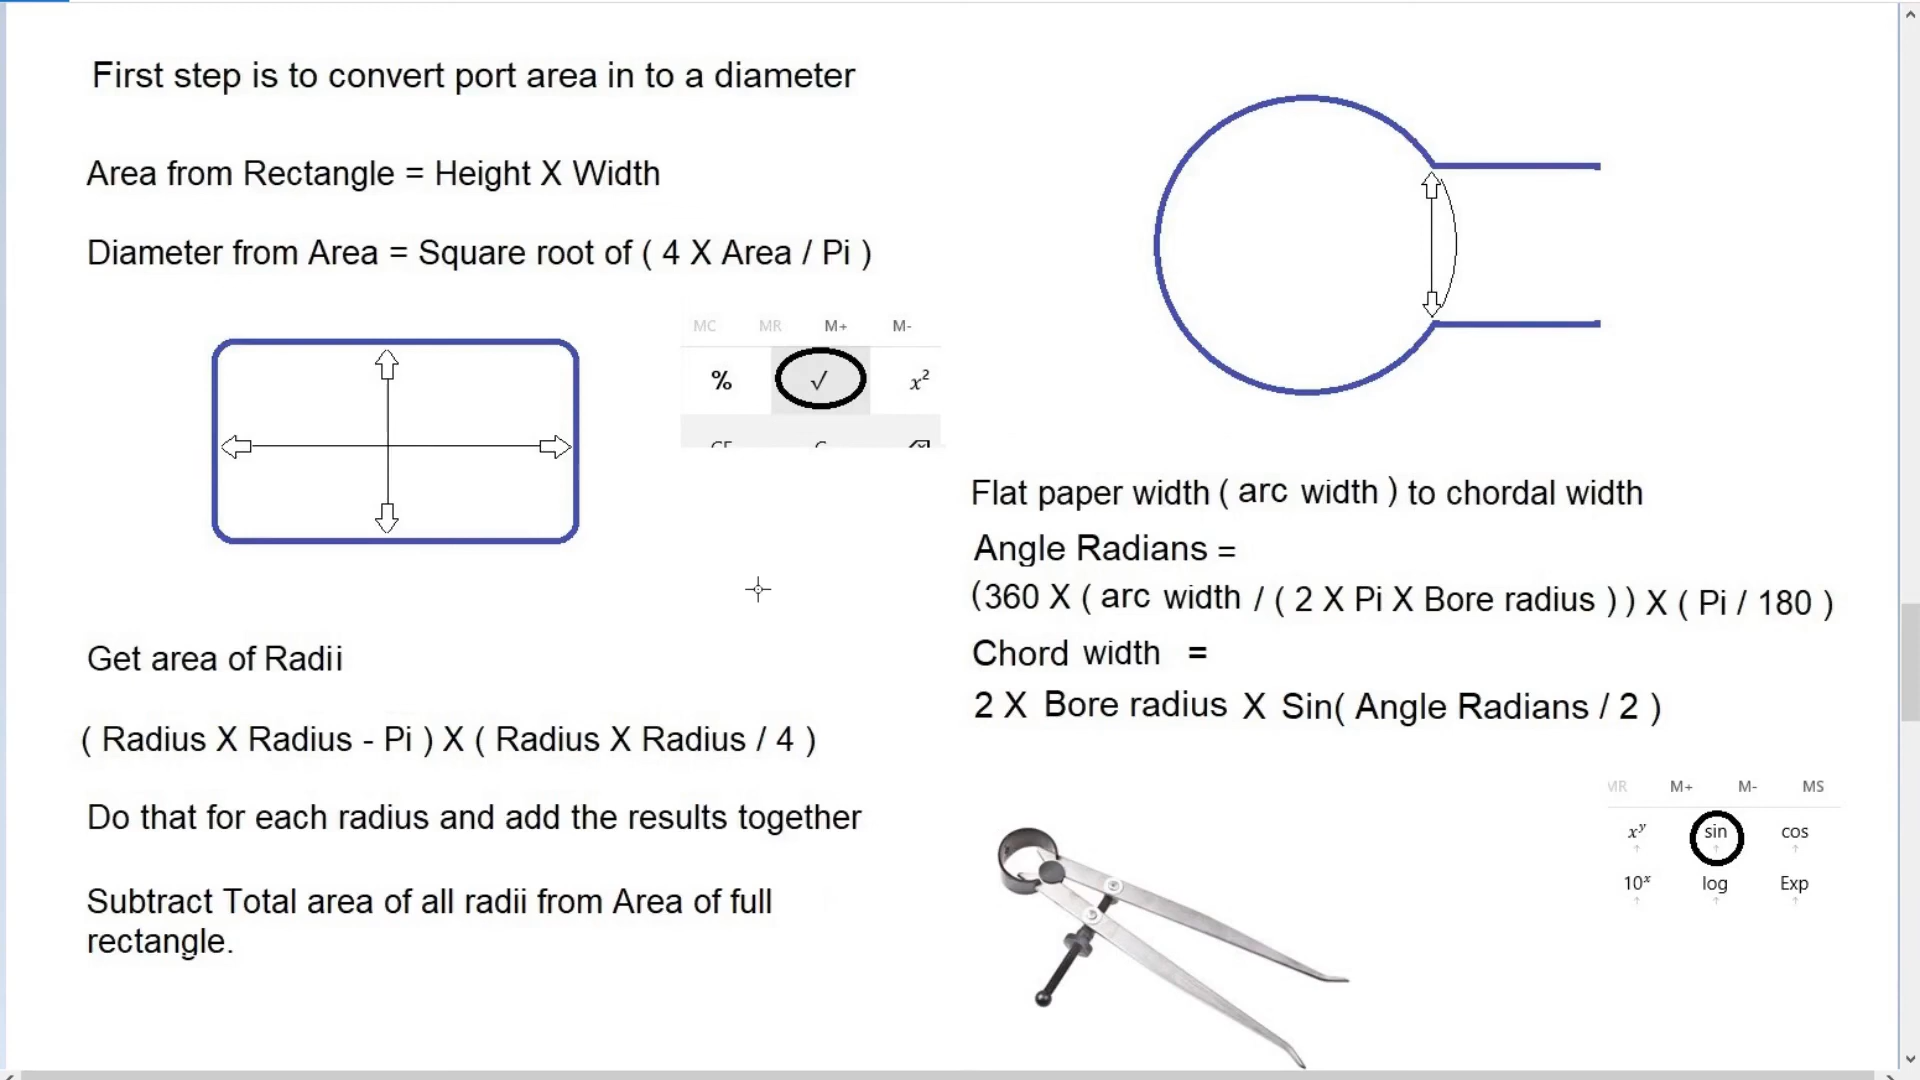 First step is to convert port area in to a diameter
Area from Rectangle = Height X Width
Diameter from Area = Square root of ( 4 X Area / Pi )
MC MR M+ M-
% √ x²
CE C
Get area of Radii
( Radius X Radius - Pi ) X ( Radius X Radius / 4 )
Do that for each radius and add the results together
Subtract Total area of all radii from Area of full
rectangle.
Flat paper width ( arc width ) to chordal width
Angle Radians =
(360 X ( arc width / ( 2 X Pi X Bore radius ) ) X ( Pi / 180 )
Chord width =
2 X Bore radius X Sin( Angle Radians / 2 )
MR M+ M- MS
xʸ sin cos
10ˣ log Exp